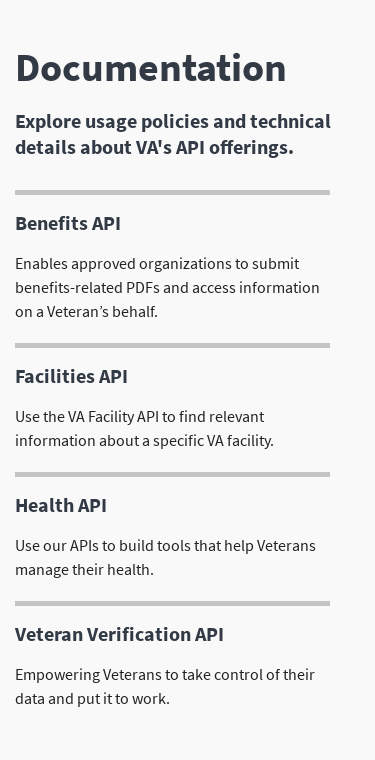 Documentation
Explore usage policies and technical
details about VA's API offerings.
Benefits API
Enables approved organizations to submit
benefits-related PDFs and access information
on a Veteran’s behalf.
Facilities API
Use the VA Facility API to find relevant
information about a specific VA facility.
Health API
Use our APIs to build tools that help Veterans
manage their health.
Veteran Verification API
Empowering Veterans to take control of their
data and put it to work.